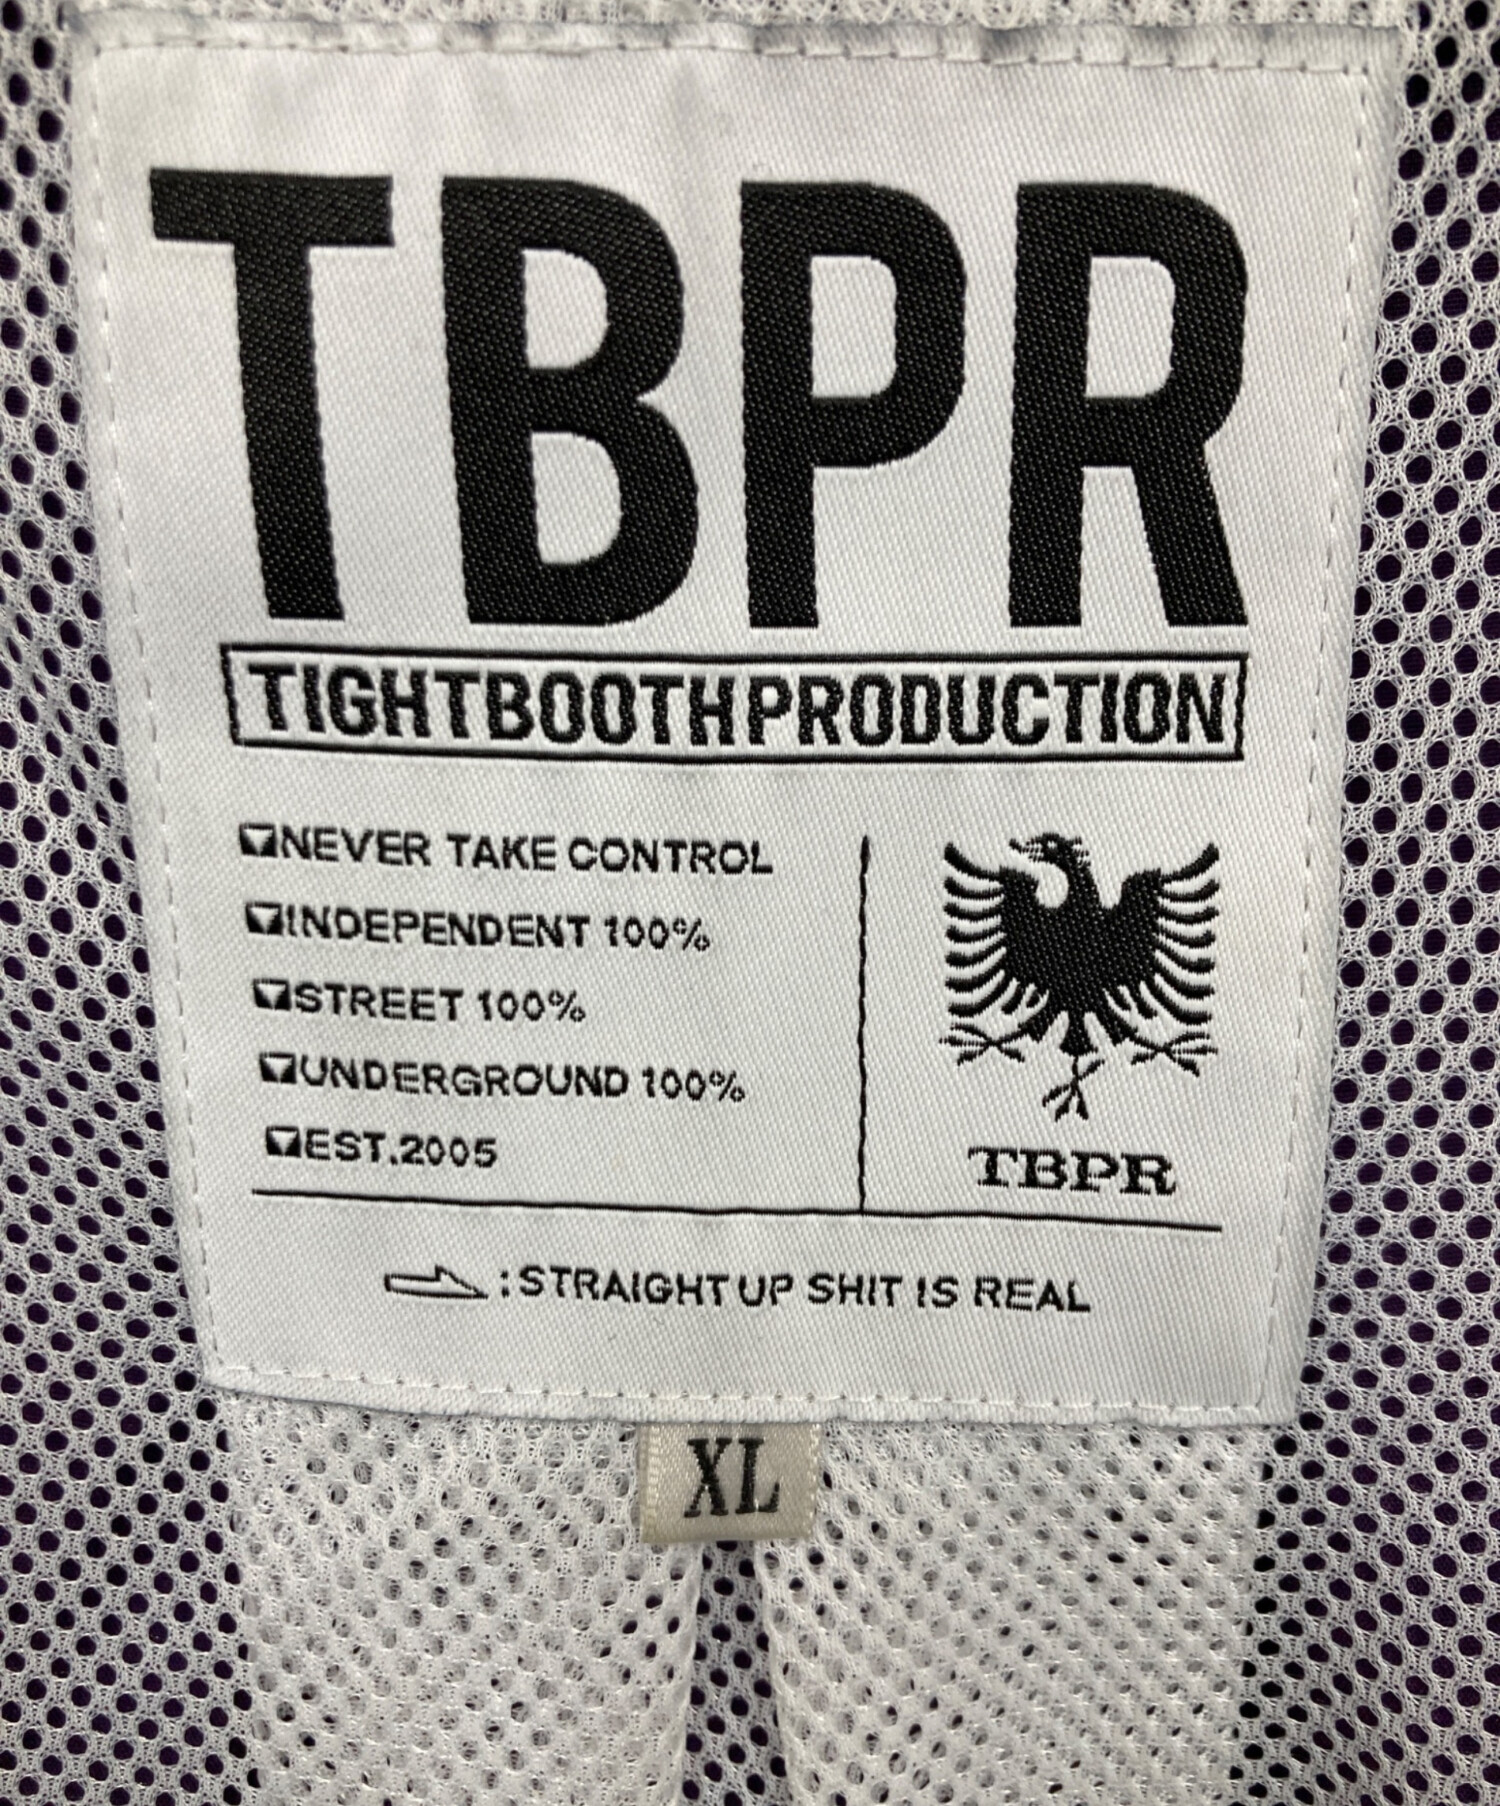 TBPR
TIGHTBOOTHPRODUCTION
NEVER TAKE CONTROL
INDEPENDENT 100%
STREET 100%
UNDERGROUND 100%
EST.2005
TBPR
:STRAIGHT UP SHIT IS REAL
XL